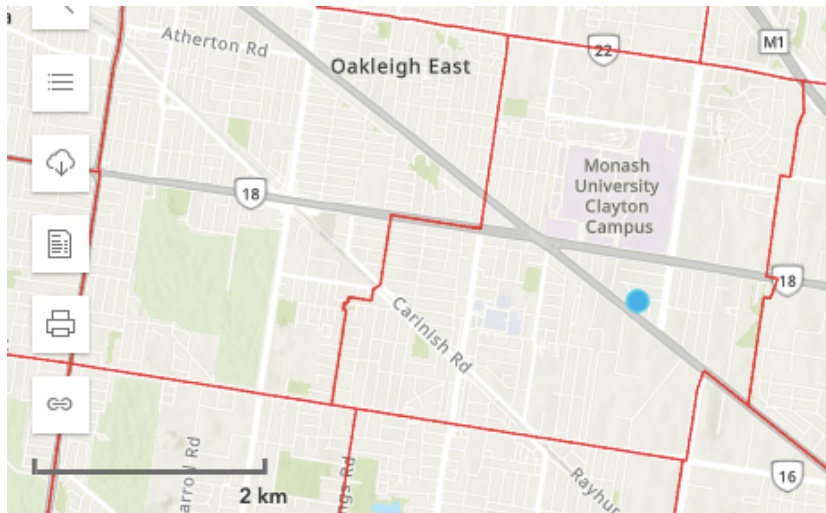 Atherton Rd
Oakleigh East
22
M1
Monash
University
Clayton
Campus
18
18
Carinish Rd
16
2 km